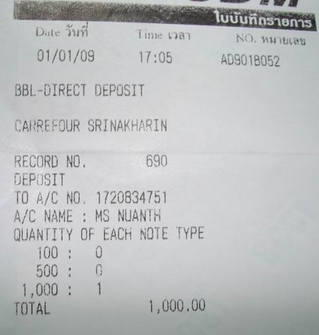 ใบบันทึกรายการ
Date วันที่ Time เวลา NO. หมายเลข
01/01/09 17:05 AD901B052
BBL-DIRECT DEPOSIT
CARREFOUR SRINAKHARIN
RECORD NO. 690
DEPOSIT
TO A/C NO. 1720834751
A/C NAME : MS NUANTH
QUANTITY OF EACH NOTE TYPE
100 : 0
500 : 0
1,000 : 1
TOTAL 1,000.00